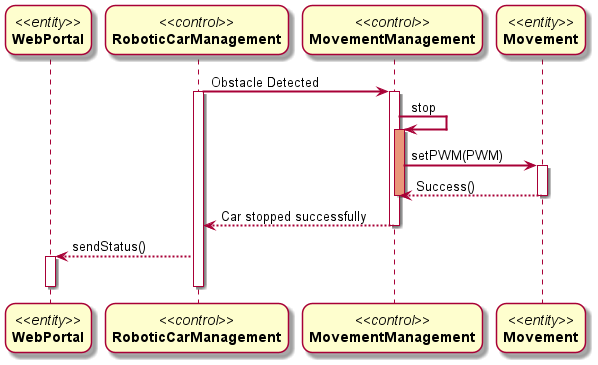 <<entity>>
WebPortal
<<control>>
RoboticCarManagement
<<control>>
MovementManagement
<<entity>>
Movement
Obstacle Detected
stop
setPWM(PWM)
Success()
Car stopped successfully
sendStatus()
<<entity>>
WebPortal
<<control>>
RoboticCarManagement
<<control>>
MovementManagement
<<entity>>
Movement